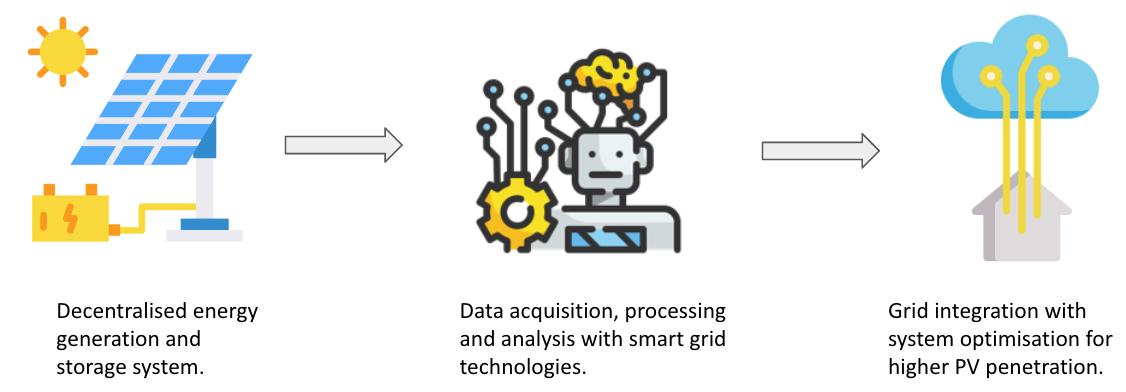 Decentralised energy
generation and
storage system.
Data acquisition, processing
and analysis with smart grid
technologies.
Grid integration with
system optimisation for
higher PV penetration.